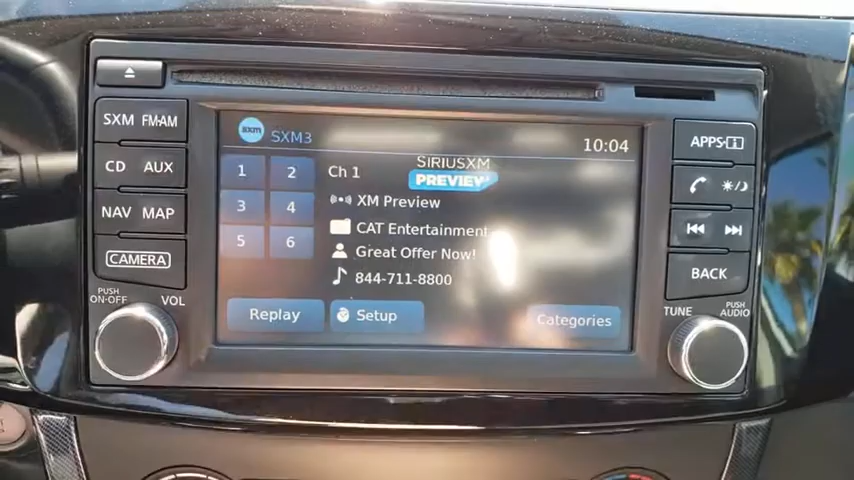 SXM FM·AM
CD AUX
NAV MAP
CAMERA
PUSH
ON·OFF
VOL
sxm SXM3
10:04
1 2
3 4
5 6
Ch 1
SIRIUSXM
PREVIEW
XM Preview
CAT Entertainment
Great Offer Now!
844-711-8800
Replay
Setup
Categories
APPS· i
BACK
TUNE
PUSH
AUDIO